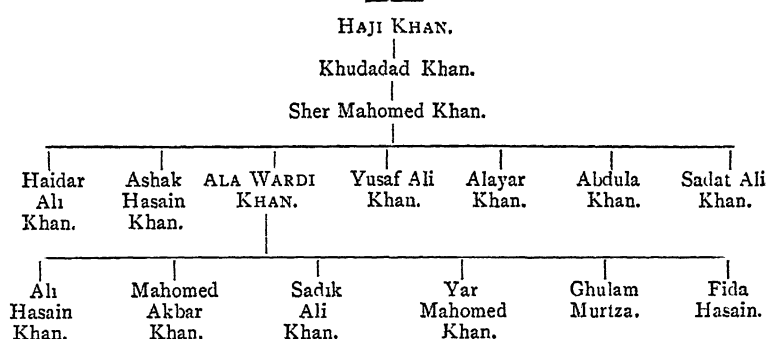 HAJI KHAN.
Khudadad Khan.
Sher Mahomed Khan.
Haidar Ali Khan.
Ashak Hasain Khan.
ALA WARDI KHAN.
Yusaf Ali Khan.
Alayar Khan.
Abdula Khan.
Sadat Ali Khan.
Ali Hasain Khan.
Mahomed Akbar Khan.
Sadik Ali Khan.
Yar Mahomed Khan.
Ghulam Murtza.
Fida Hasain.